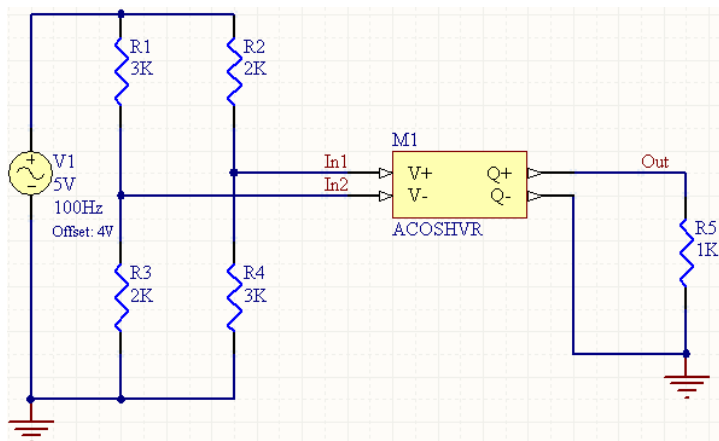 R1
3K
R2
2K
V1
5V
100Hz
Offset: 4V
+
−
In1
In2
M1
V+
V-
Q+
Q-
ACOSHVR
Out
R5
1K
R3
2K
R4
3K